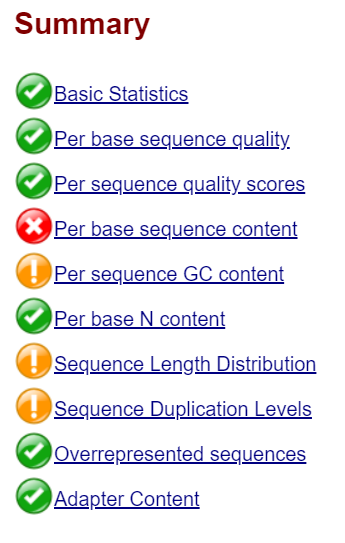 Summary
Basic Statistics
Per base sequence quality
Per sequence quality scores
Per base sequence content
Per sequence GC content
Per base N content
Sequence Length Distribution
Sequence Duplication Levels
Overrepresented sequences
Adapter Content